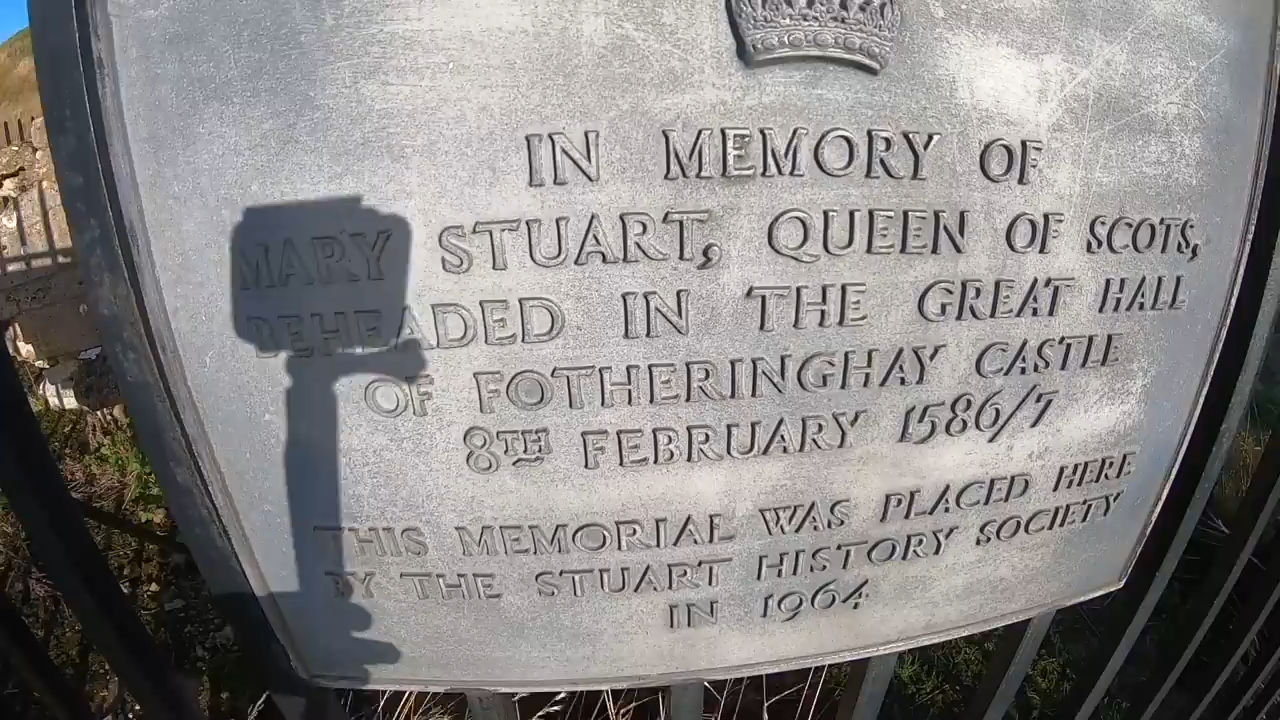 IN MEMORY OF
MARY STUART, QUEEN OF SCOTS,
BEHEADED IN THE GREAT HALL
OF FOTHERINGHAY CASTLE
8TH FEBRUARY 1586/7
THIS MEMORIAL WAS PLACED HERE
BY THE STUART HISTORY SOCIETY
IN 1964